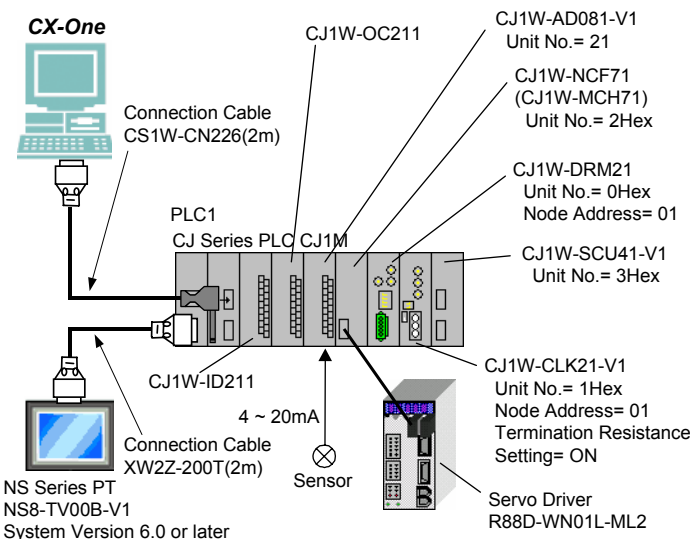 CX-One
CJ1W-OC211
CJ1W-AD081-V1
Unit No.= 21
CJ1W-NCF71
(CJ1W-MCH71)
Unit No.= 2Hex
Connection Cable
CS1W-CN226(2m)
CJ1W-DRM21
Unit No.= 0Hex
Node Address= 01
PLC1
CJ Series PLC CJ1M
CJ1W-SCU41-V1
Unit No.= 3Hex
CJ1W-ID211
CJ1W-CLK21-V1
Unit No.= 1Hex
Node Address= 01
Termination Resistance
Setting= ON
4 ~ 20mA
Connection Cable
XW2Z-200T(2m)
Sensor
NS Series PT
NS8-TV00B-V1
System Version 6.0 or later
Servo Driver
R88D-WN01L-ML2